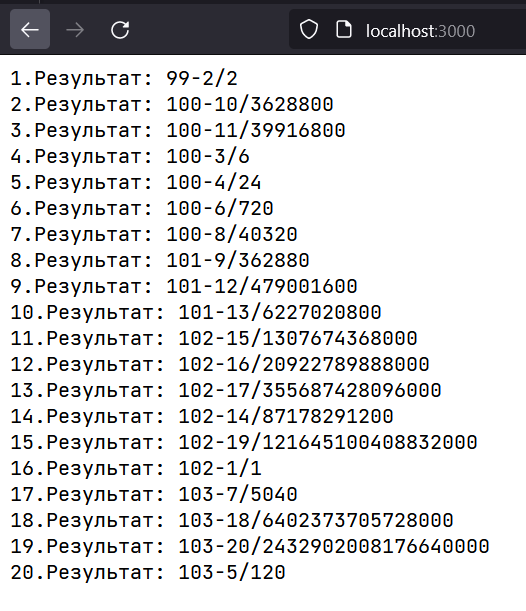 localhost:3000
1.Результат: 99-2/2
2.Результат: 100-10/3628800
3.Результат: 100-11/39916800
4.Результат: 100-3/6
5.Результат: 100-4/24
6.Результат: 100-6/720
7.Результат: 100-8/40320
8.Результат: 101-9/362880
9.Результат: 101-12/479001600
10.Результат: 101-13/6227020800
11.Результат: 102-15/1307674368000
12.Результат: 102-16/20922789888000
13.Результат: 102-17/355687428096000
14.Результат: 102-14/87178291200
15.Результат: 102-19/121645100408832000
16.Результат: 102-1/1
17.Результат: 103-7/5040
18.Результат: 103-18/6402373705728000
19.Результат: 103-20/2432902008176640000
20.Результат: 103-5/120